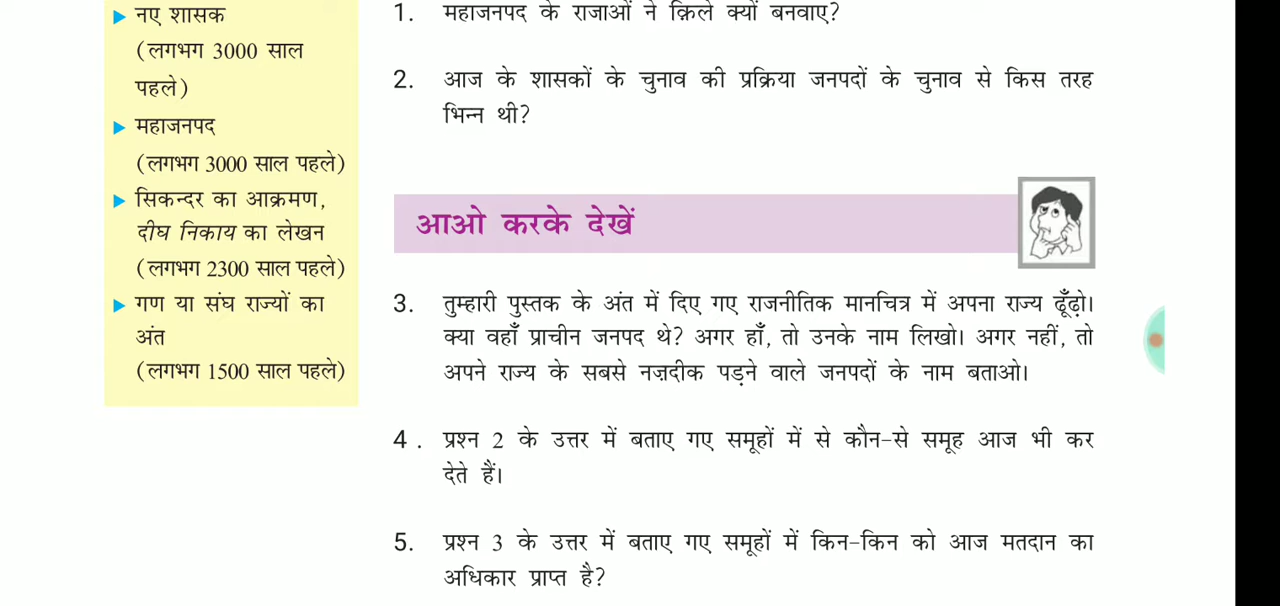 ▶ नए शासक
(लगभग 3000 साल
पहले)
▶ महाजनपद
(लगभग 3000 साल पहले)
▶ सिकन्दर का आक्रमण,
दीघ निकाय का लेखन
(लगभग 2300 साल पहले)
▶ गण या संघ राज्यों का
अंत
(लगभग 1500 साल पहले)
1. महाजनपद के राजाओं ने क़िले क्यों बनवाए?
2. आज के शासकों के चुनाव की प्रक्रिया जनपदों के चुनाव से किस तरह
भिन्न थी?
आओ करके देखें
3. तुम्हारी पुस्तक के अंत में दिए गए राजनीतिक मानचित्र में अपना राज्य ढूँढ़ो।
क्या वहाँ प्राचीन जनपद थे? अगर हाँ, तो उनके नाम लिखो। अगर नहीं, तो
अपने राज्य के सबसे नज़दीक पड़ने वाले जनपदों के नाम बताओ।
4 . प्रश्न 2 के उत्तर में बताए गए समूहों में से कौन-से समूह आज भी कर
देते हैं।
5. प्रश्न 3 के उत्तर में बताए गए समूहों में किन-किन को आज मतदान का
अधिकार प्राप्त है?